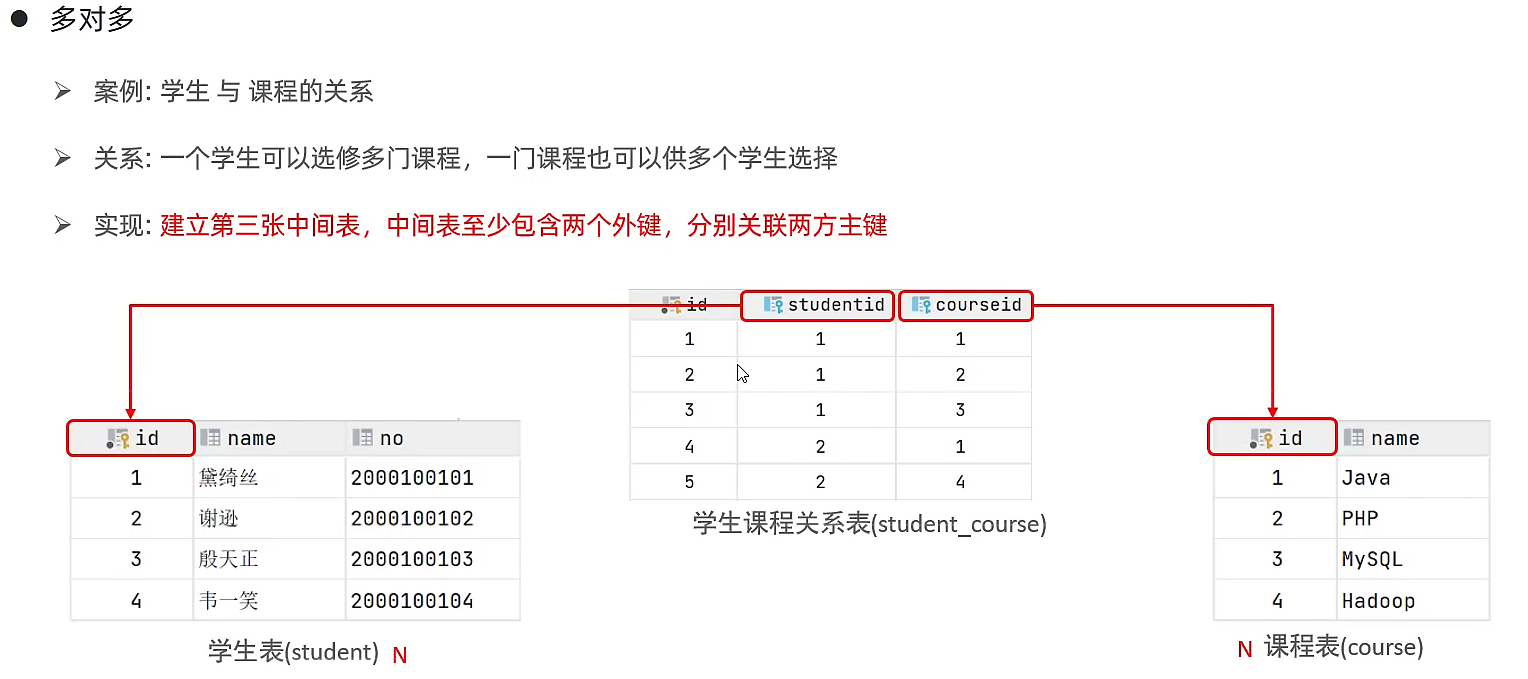 ● 多对多
➢ 案例: 学生 与 课程的关系
➢ 关系: 一个学生可以选修多门课程，一门课程也可以供多个学生选择
➢ 实现: 建立第三张中间表，中间表至少包含两个外键，分别关联两方主键
id studentid courseid
1 1 1
2 1 2
3 1 3
4 2 1
5 2 4
学生课程关系表(student_course)
id name no
1 黛绮丝 2000100101
2 谢逊 2000100102
3 殷天正 2000100103
4 韦一笑 2000100104
学生表(student) N
id name
1 Java
2 PHP
3 MySQL
4 Hadoop
N 课程表(course)